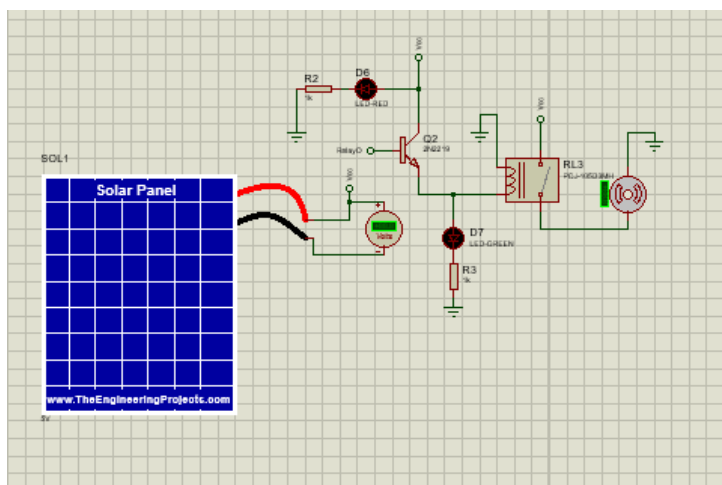 R2
1k
D6
LED-RED
Q2
2N2219
RelayD
SOL1
Solar Panel
Volts
D7
LED-GREEN
R3
1k
RL3
www.TheEngineeringProjects.com
5v